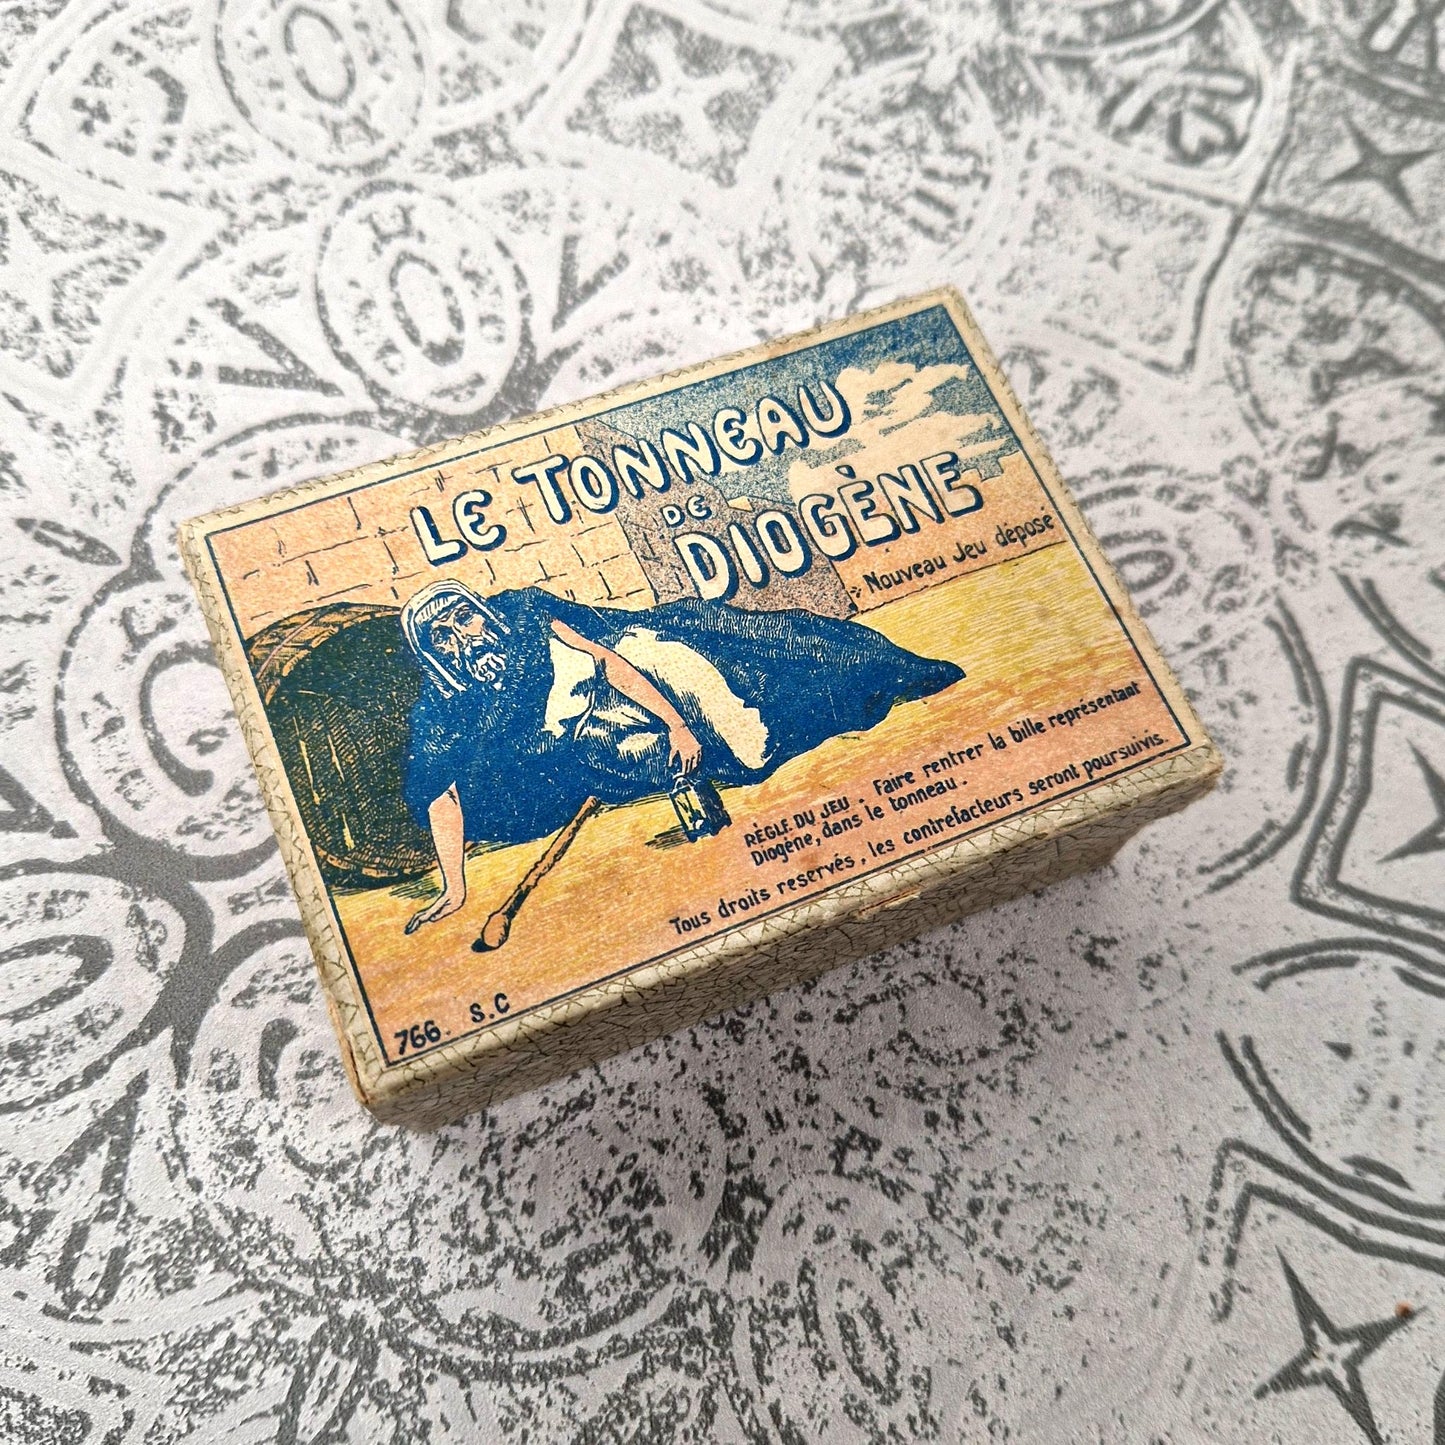 LE TONNEAU
DE
DIOGÈNE
Nouveau Jeu déposé
RÈGLE DU JEU. Faire rentrer la bille représentant
Diogène, dans le tonneau.
Tous droits reservés, les contrefacteurs seront poursuivis.
766. S.C